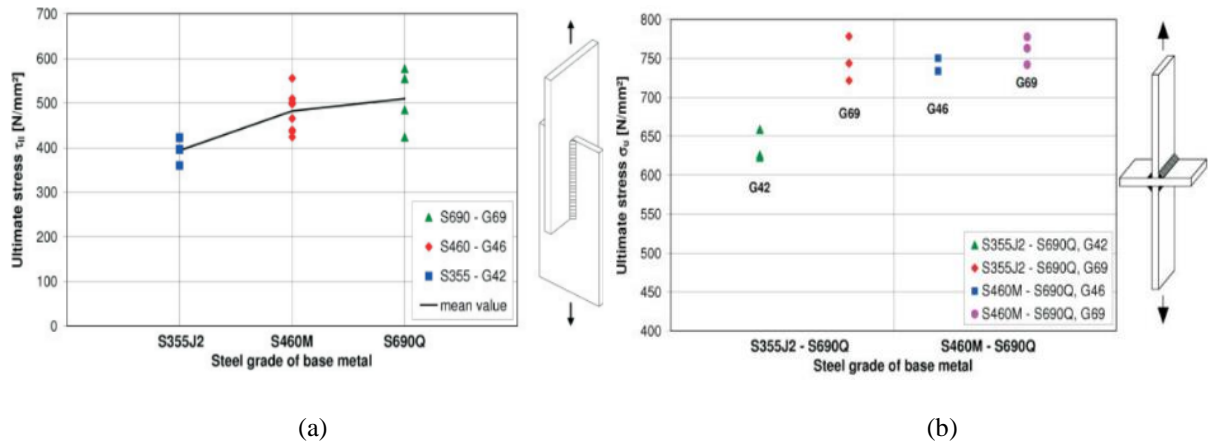 (a)
700
600
500
400
300
200
100
0
Ultimate stress τII [N/mm²]
S690 - G69
S460 - G46
S355 - G42
mean value
S355J2 S460M S690Q
Steel grade of base metal
(b)
800
750
700
650
600
550
500
450
400
Ultimate stress σu [N/mm²]
G42
G69
G46
G69
S355J2 - S690Q, G42
S355J2 - S690Q, G69
S460M - S690Q, G46
S460M - S690Q, G69
S355J2 - S690Q S460M - S690Q
Steel grade of base metal
(a) (b)